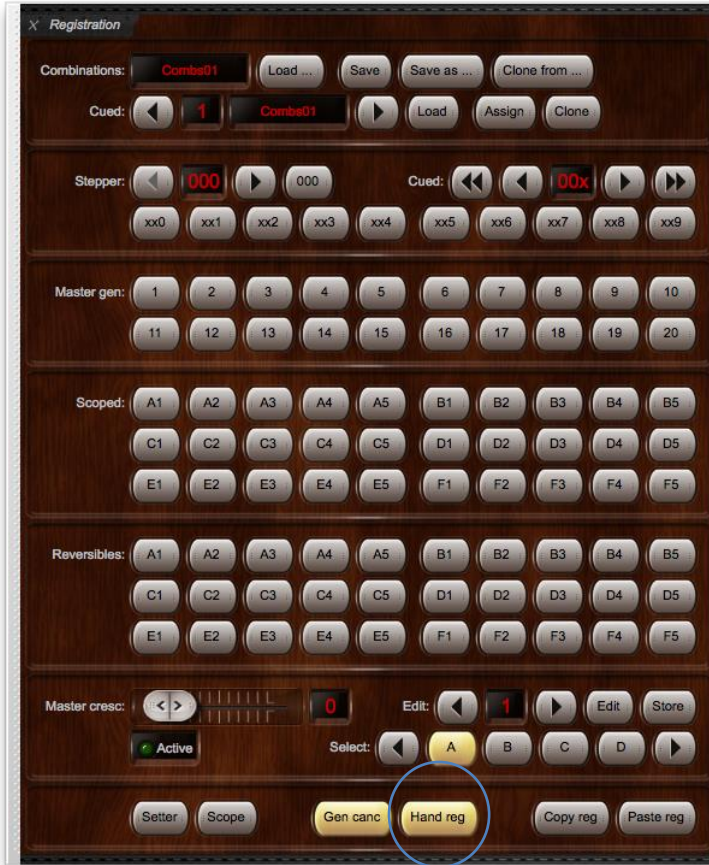 X Registration
Combinations: Combs01 Load ... Save Save as ... Clone from ...
Cued: 1 Combs01 Load Assign Clone
Stepper: 000 000 Cued: 00x
xx0 xx1 xx2 xx3 xx4 xx5 xx6 xx7 xx8 xx9
Master gen: 1 2 3 4 5 6 7 8 9 10
11 12 13 14 15 16 17 18 19 20
Scoped: A1 A2 A3 A4 A5 B1 B2 B3 B4 B5
C1 C2 C3 C4 C5 D1 D2 D3 D4 D5
E1 E2 E3 E4 E5 F1 F2 F3 F4 F5
Reversibles: A1 A2 A3 A4 A5 B1 B2 B3 B4 B5
C1 C2 C3 C4 C5 D1 D2 D3 D4 D5
E1 E2 E3 E4 E5 F1 F2 F3 F4 F5
Master cresc: < > 0 Edit: 1 Edit Store
Active Select: A B C D
Setter Scope Gen canc Hand reg Copy reg Paste reg